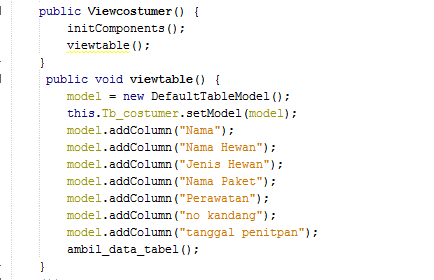 public Viewcostumer() {
initComponents();
viewtable();
}
public void viewtable() {
model = new DefaultTableModel();
this.Tb_costumer.setModel(model);
model.addColumn("Nama");
model.addColumn("Nama Hewan");
model.addColumn("Jenis Hewan");
model.addColumn("Nama Paket");
model.addColumn("Perawatan");
model.addColumn("no kandang");
model.addColumn("tanggal penitpan");
ambil_data_tabel();
}